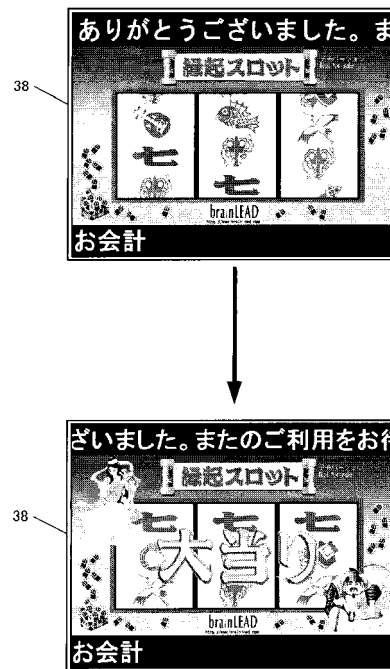 ありがとうございました。ま
縁起スロット
38
七
七
brainLEAD
お会計
ざいました。またのご利用をお待
縁起スロット
38
七 七 七
大当り
brainLEAD
お会計